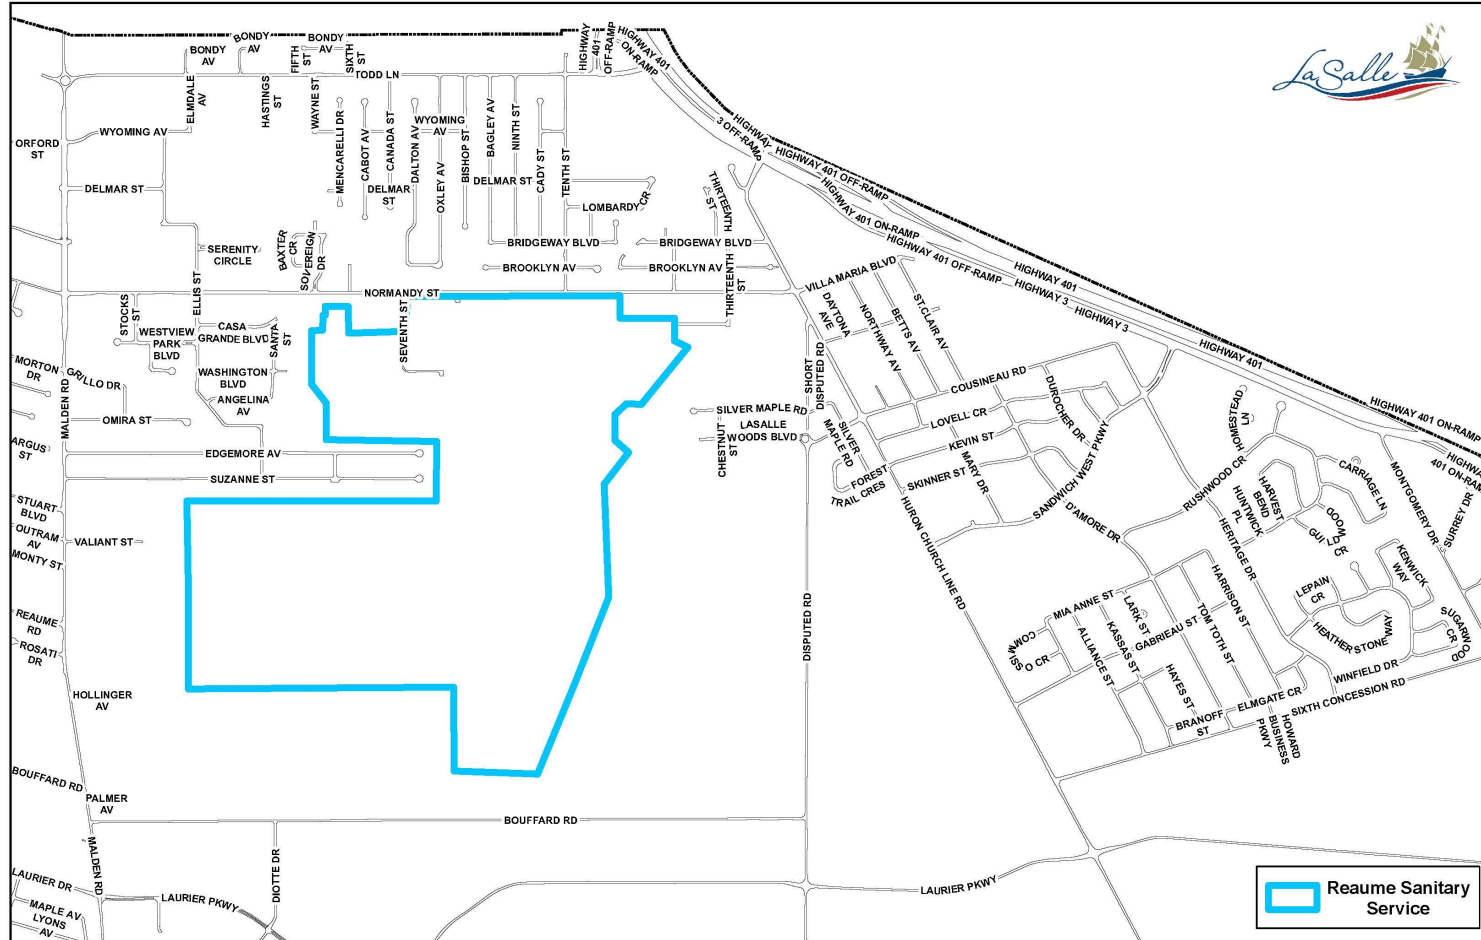 BONDY
AV
BONDY
AV
FIFTH
ST
BONDY
AV
SIXTH
ST
HIGHWAY
401
OFF-RAMP
HIGHWAY 401
ON-RAMP
LaSalle
TODD LN
ELMDALE
AV
HASTINGS
ST
WAYNE ST
MENCARELLI DR
CABOT AV
CANADA ST
DALTON AV
WYOMING
AV
OXLEY AV
BISHOP ST
BAGLEY AV
NINTH ST
CADY ST
TENTH ST
WYOMING AV
ORFORD
ST
DELMAR ST
DELMAR
ST
DELMAR ST
LOMBARDY
CR
THIRTEENTH
ST
HIGHWAY
3 OFF-RAMP
HIGHWAY 401 OFF-RAMP
HIGHWAY 401 ON-RAMP
HIGHWAY 401 OFF-RAMP
HIGHWAY 401
HIGHWAY 3
HIGHWAY 3
HIGHWAY 401
HIGHWAY 401 ON-RAMP
HIGHWAY
401 ON-RAMP
SERENITY
CIRCLE
BAXTER
CR
SOVEREIGN
DR
BRIDGEWAY BLVD
BRIDGEWAY BLVD
BROOKLYN AV
BROOKLYN AV
THIRTEENTH
ST
NORMANDY ST
SEVENTH ST
ELLIS ST
STOCKS
ST
WESTVIEW
PARK
BLVD
CASA
GRANDE BLVD
SANTA
ST
WASHINGTON
BLVD
ANGELINA
AV
MORTON
DR
GRILLO DR
OMIRA ST
MALDEN RD
ARGUS
ST
EDGEMORE AV
SUZANNE ST
STUART
BLVD
OUTRAM
AV
MONTY ST
VALIANT ST
REAUME
RD
ROSATI
DR
HOLLINGER
AV
VILLA MARIA BLVD
DAYTONA
AVE
NORTHWAY AV
BETTS AV
ST.CLAIR AV
SHORT
DISPUTED RD
COUSINEAU RD
SILVER MAPLE RD
LASALLE
WOODS BLVD
CHESTNUT
ST
SILVER
MAPLE RD
LOVELL CR
KEVIN ST
DUROCHER DR
FOREST
TRAIL CRES
SKINNER ST
MARY DR
SANDWICH WEST PKWY
D'AMORE DR
HURON CHURCH LINE RD
RUSHWOOD CR
HOMESTEAD
LN
HARVEST
BEND
HUNTWICK
PL
HERITAGE DR
CARRIAGE LN
MONTGOMERY DR
SURREY DR
GUILDWOOD
CR
KENWICK
WAY
LEPAIN
CR
HEATHERSTONE WAY
SUGARWOOD
CR
WINFIELD DR
SIXTH CONCESSION RD
HARRISON ST
TOM TOTH ST
MIA ANNE ST
LARK ST
KASSAS ST
GABRIEAU ST
ALLIANCE ST
COMMISSO CR
HAYES ST
BRANOFF
ST
ELMGATE CR
HOWARD
BUSINESS
PKWY
DISPUTED RD
BOUFFARD RD
PALMER
AV
BOUFFARD RD
MALDEN RD
DIOTTE DR
LAURIER DR
MAPLE AV
LYONS
AV
LAURIER PKWY
LAURIER PKWY
Reaume Sanitary
Service